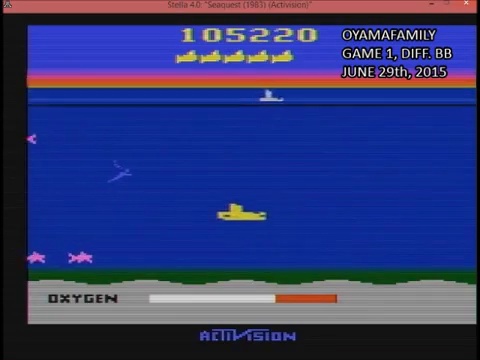 Stella 4.0: "Seaquest (1983) (Activision)"
105220
OYAMAFAMILY
GAME 1, DIFF. BB
JUNE 29th, 2015
OXYGEN
ACTIVISION